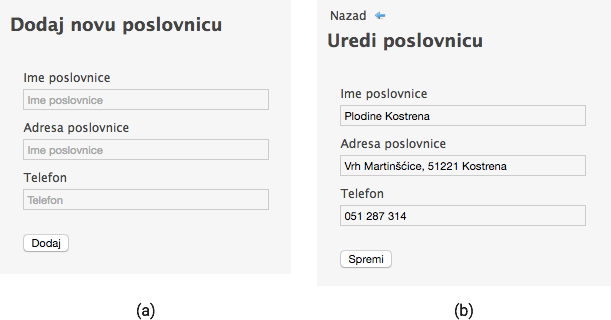 Dodaj novu poslovnicu
Ime poslovnice
Ime poslovnice
Adresa poslovnice
Ime poslovnice
Telefon
Telefon
Dodaj
(a)
Nazad
Uredi poslovnicu
Ime poslovnice
Plodine Kostrena
Adresa poslovnice
Vrh Martinšćice, 51221 Kostrena
Telefon
051 287 314
Spremi
(b)